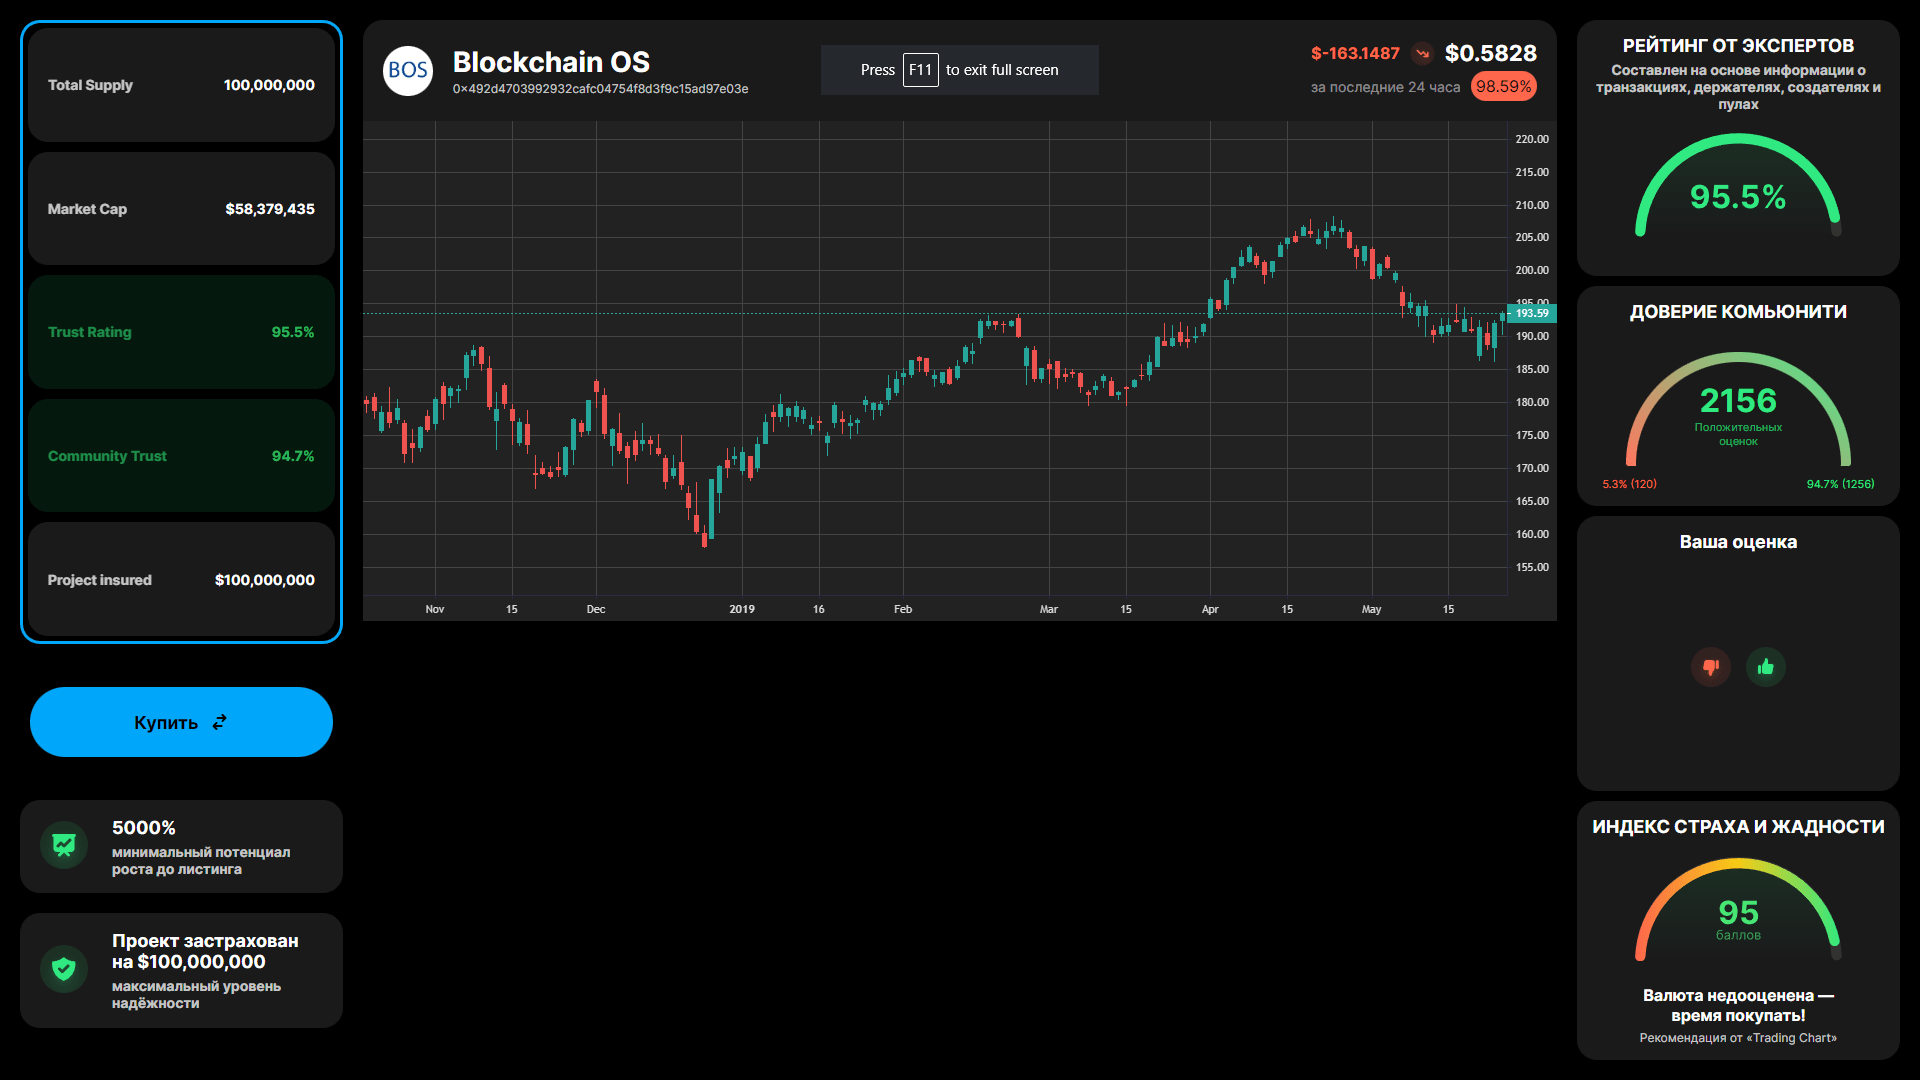 Total Supply 100,000,000
Market Cap $58,379,435
Trust Rating 95.5%
Community Trust 94.7%
Project insured $100,000,000
Купить
5000%
минимальный потенциал
роста до листинга
Проект застрахован
на $100,000,000
максимальный уровень
надёжности
BOS
Blockchain OS
0x492d4703992932cafc04754f8d3f9c15ad97e03e
Press F11 to exit full screen
$-163.1487 $0.5828
за последние 24 часа 98.59%
220.00
215.00
210.00
205.00
200.00
195.00
193.59
190.00
185.00
180.00
175.00
170.00
165.00
160.00
155.00
Nov 15 Dec 2019 16 Feb Mar 15 Apr 15 May 15
РЕЙТИНГ ОТ ЭКСПЕРТОВ
Составлен на основе информации о
транзакциях, держателях, создателях и
пулах
95.5%
ДОВЕРИЕ КОМЬЮНИТИ
2156
Положительных
оценок
5.3% (120) 94.7% (1256)
Ваша оценка
ИНДЕКС СТРАХА И ЖАДНОСТИ
95
баллов
Валюта недооценена —
время покупать!
Рекомендация от «Trading Chart»